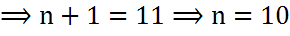 ⇒ n + 1 = 11 ⇒ n = 10